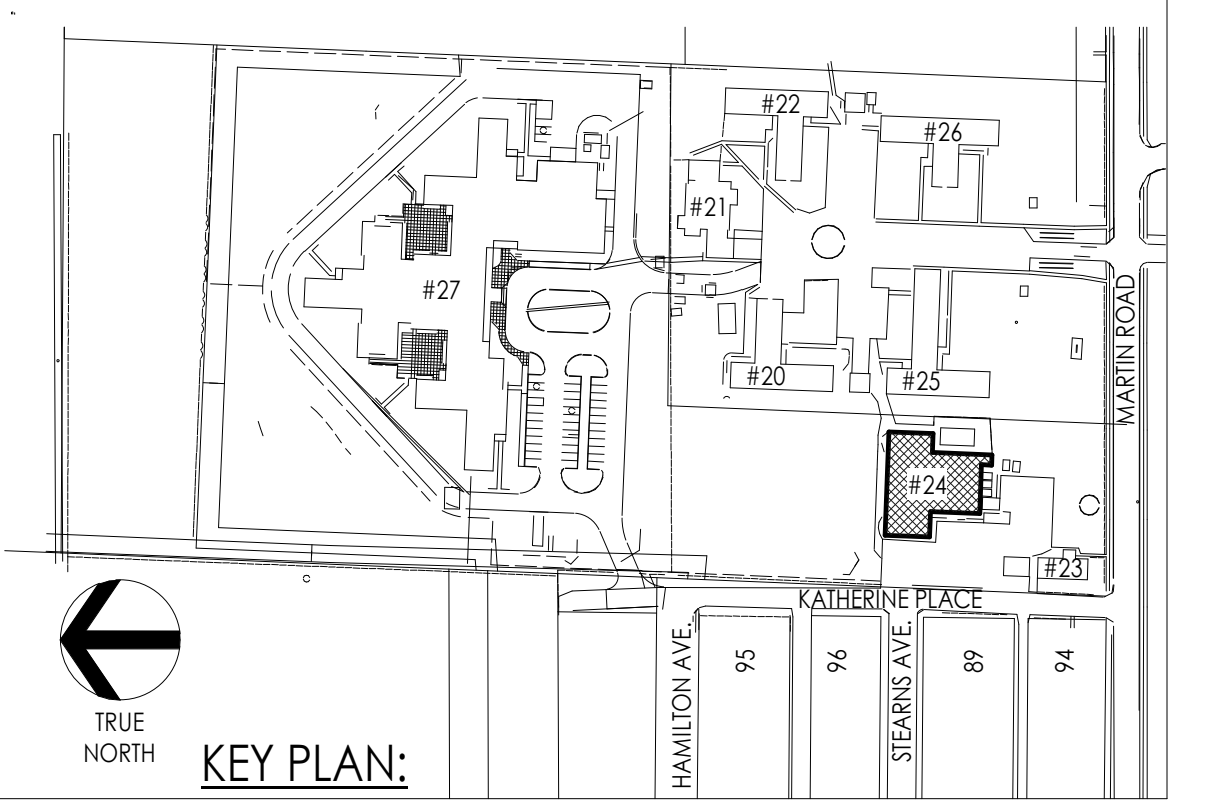 #22
#26
#21
#27
#20
#25
MARTIN ROAD
#24
#23
KATHERINE PLACE
HAMILTON AVE.
95
96
STEARNS AVE.
89
94
TRUE
NORTH
KEY PLAN: